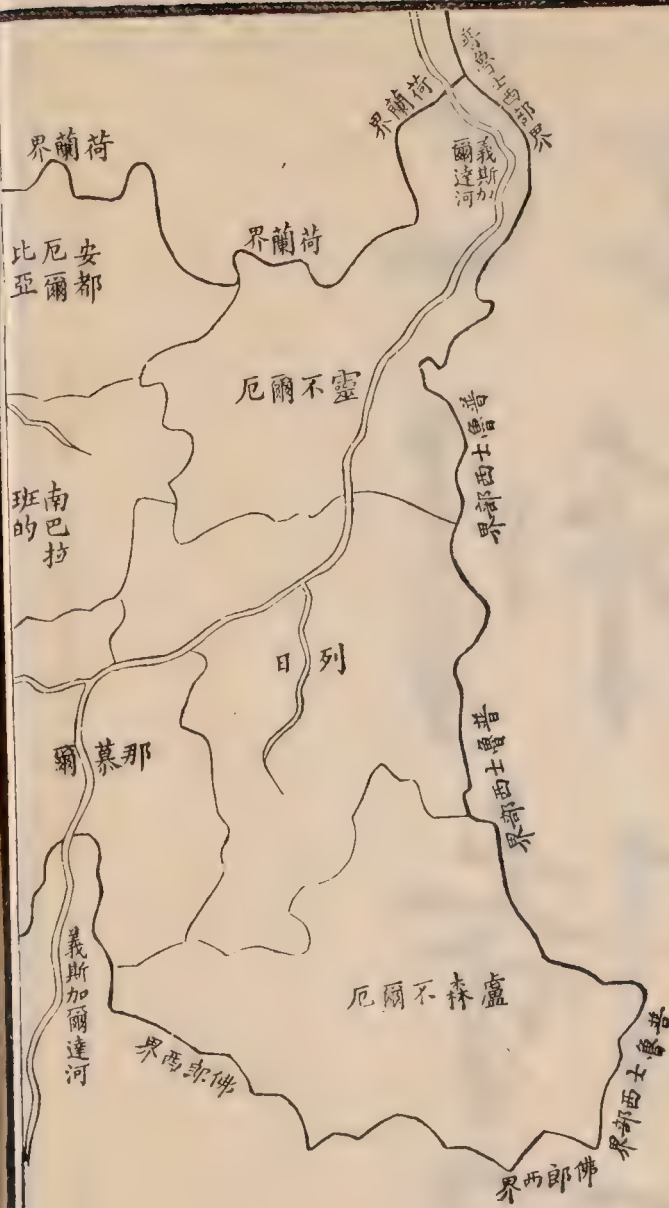 普魯士西部界
荷蘭界
義斯加
爾達河
荷蘭界
荷蘭界
安都
厄爾
比亞
靈不爾厄
普魯士西部界
南巴拉
班的
列日
普魯士西部界
那慕爾
義斯加爾達河
盧森不爾厄
普魯士西部界
佛郎西界
佛郎西界